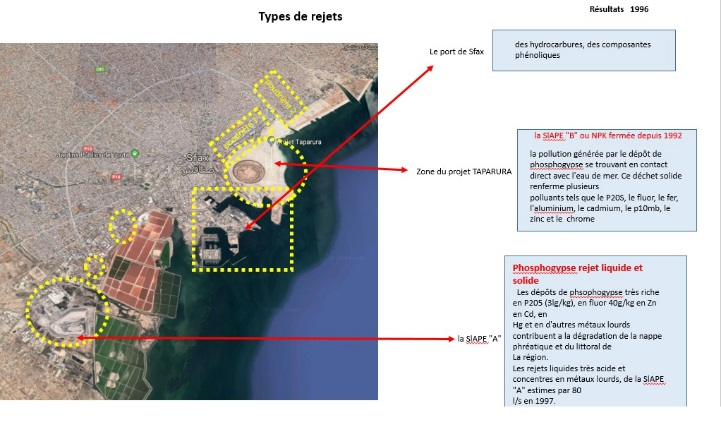 Types de rejets
Résultats 1996
Le port de Sfax
des hydrocarbures, des composantes
phénoliques
la SIAPE "B" ou NPK fermée depuis 1992
la pollution générée par le dépôt de
phosphogypse se trouvant en contact
direct avec l'eau de mer. Ce déchet solide
renferme plusieurs
polluants tels que le P20S, le fluor, le fer,
l'aluminium, le cadmium, le p10mb, le
zinc et le chrome
Zone du projet TAPARURA
Phosphogypse rejet liquide et
solide
Les dépôts de phsophogypse très riche
en P205 (3lg/kg), en fluor 40g/kg en Zn
en Cd, en
Hg et en d'autres métaux lourds
contribuent a la dégradation de la nappe
phréatique et du littoral de
La région.
Les rejets liquides très acide et
concentres en métaux lourds, de la SIAPE
"A" estimes par 80
l/s en 1997.
la SIAPE "A"
Sfax
Taparura